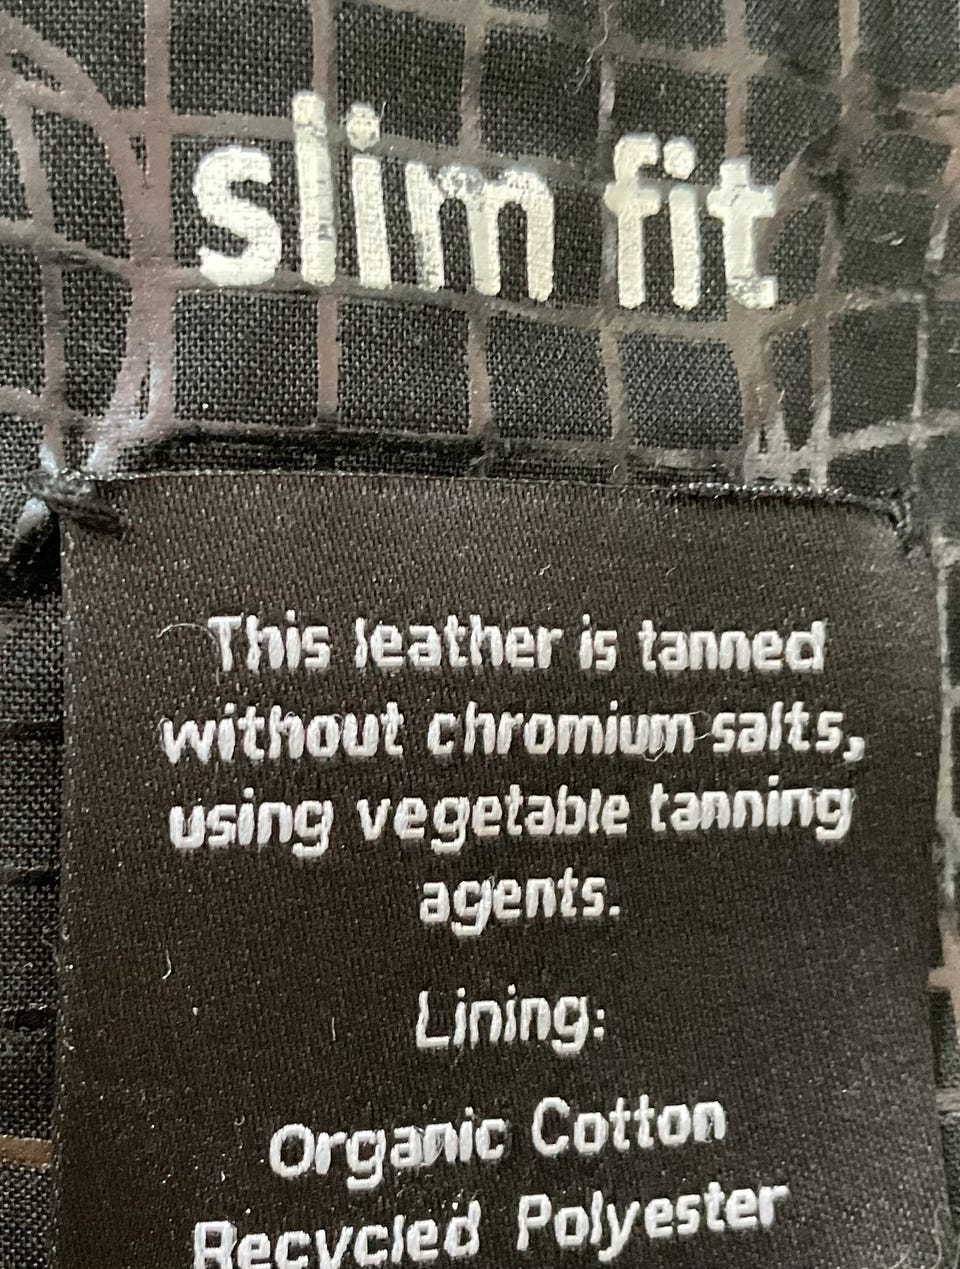 slim fit
This leather is tanned
without chromium salts,
using vegetable tanning
agents.
Lining:
Organic Cotton
Recycled Polyester